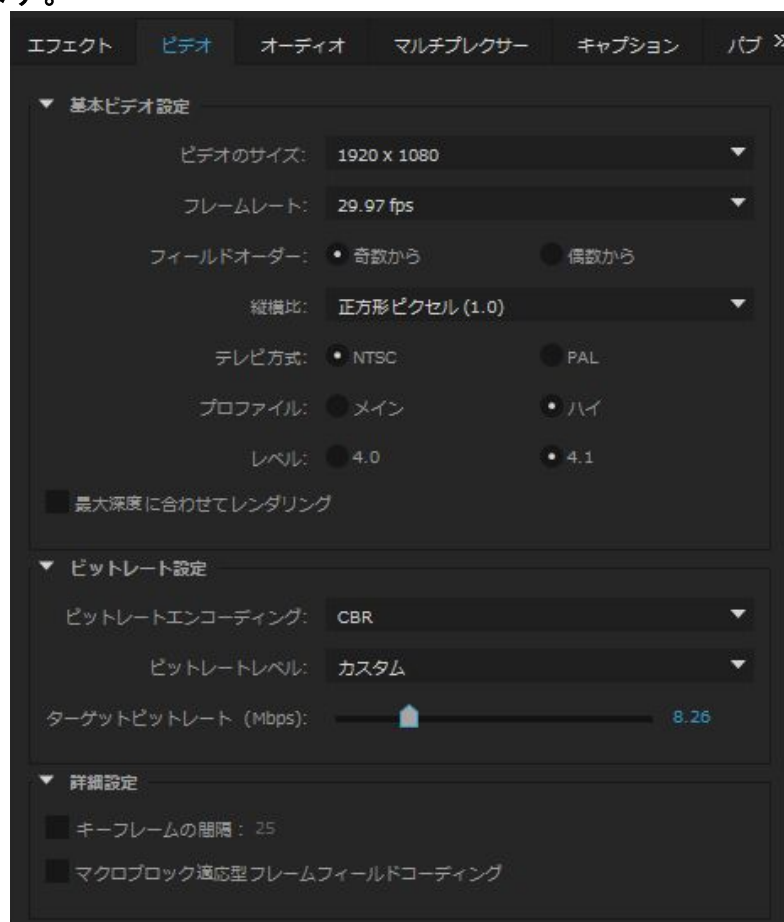 す。
エフェクト ビデオ オーディオ マルチプレクサー キャプション パブ »
基本ビデオ設定
ビデオのサイズ: 1920 x 1080
フレームレート: 29.97 fps
フィールドオーダー: 奇数から 偶数から
縦横比: 正方形ピクセル (1.0)
テレビ方式: NTSC PAL
プロファイル: メイン ハイ
レベル: 4.0 4.1
最大深度に合わせてレンダリング
ビットレート設定
ビットレートエンコーディング: CBR
ビットレートレベル: カスタム
ターゲットビットレート (Mbps): 8.26
詳細設定
キーフレームの間隔: 25
マクロブロック適応型フレームフィールドコーディング